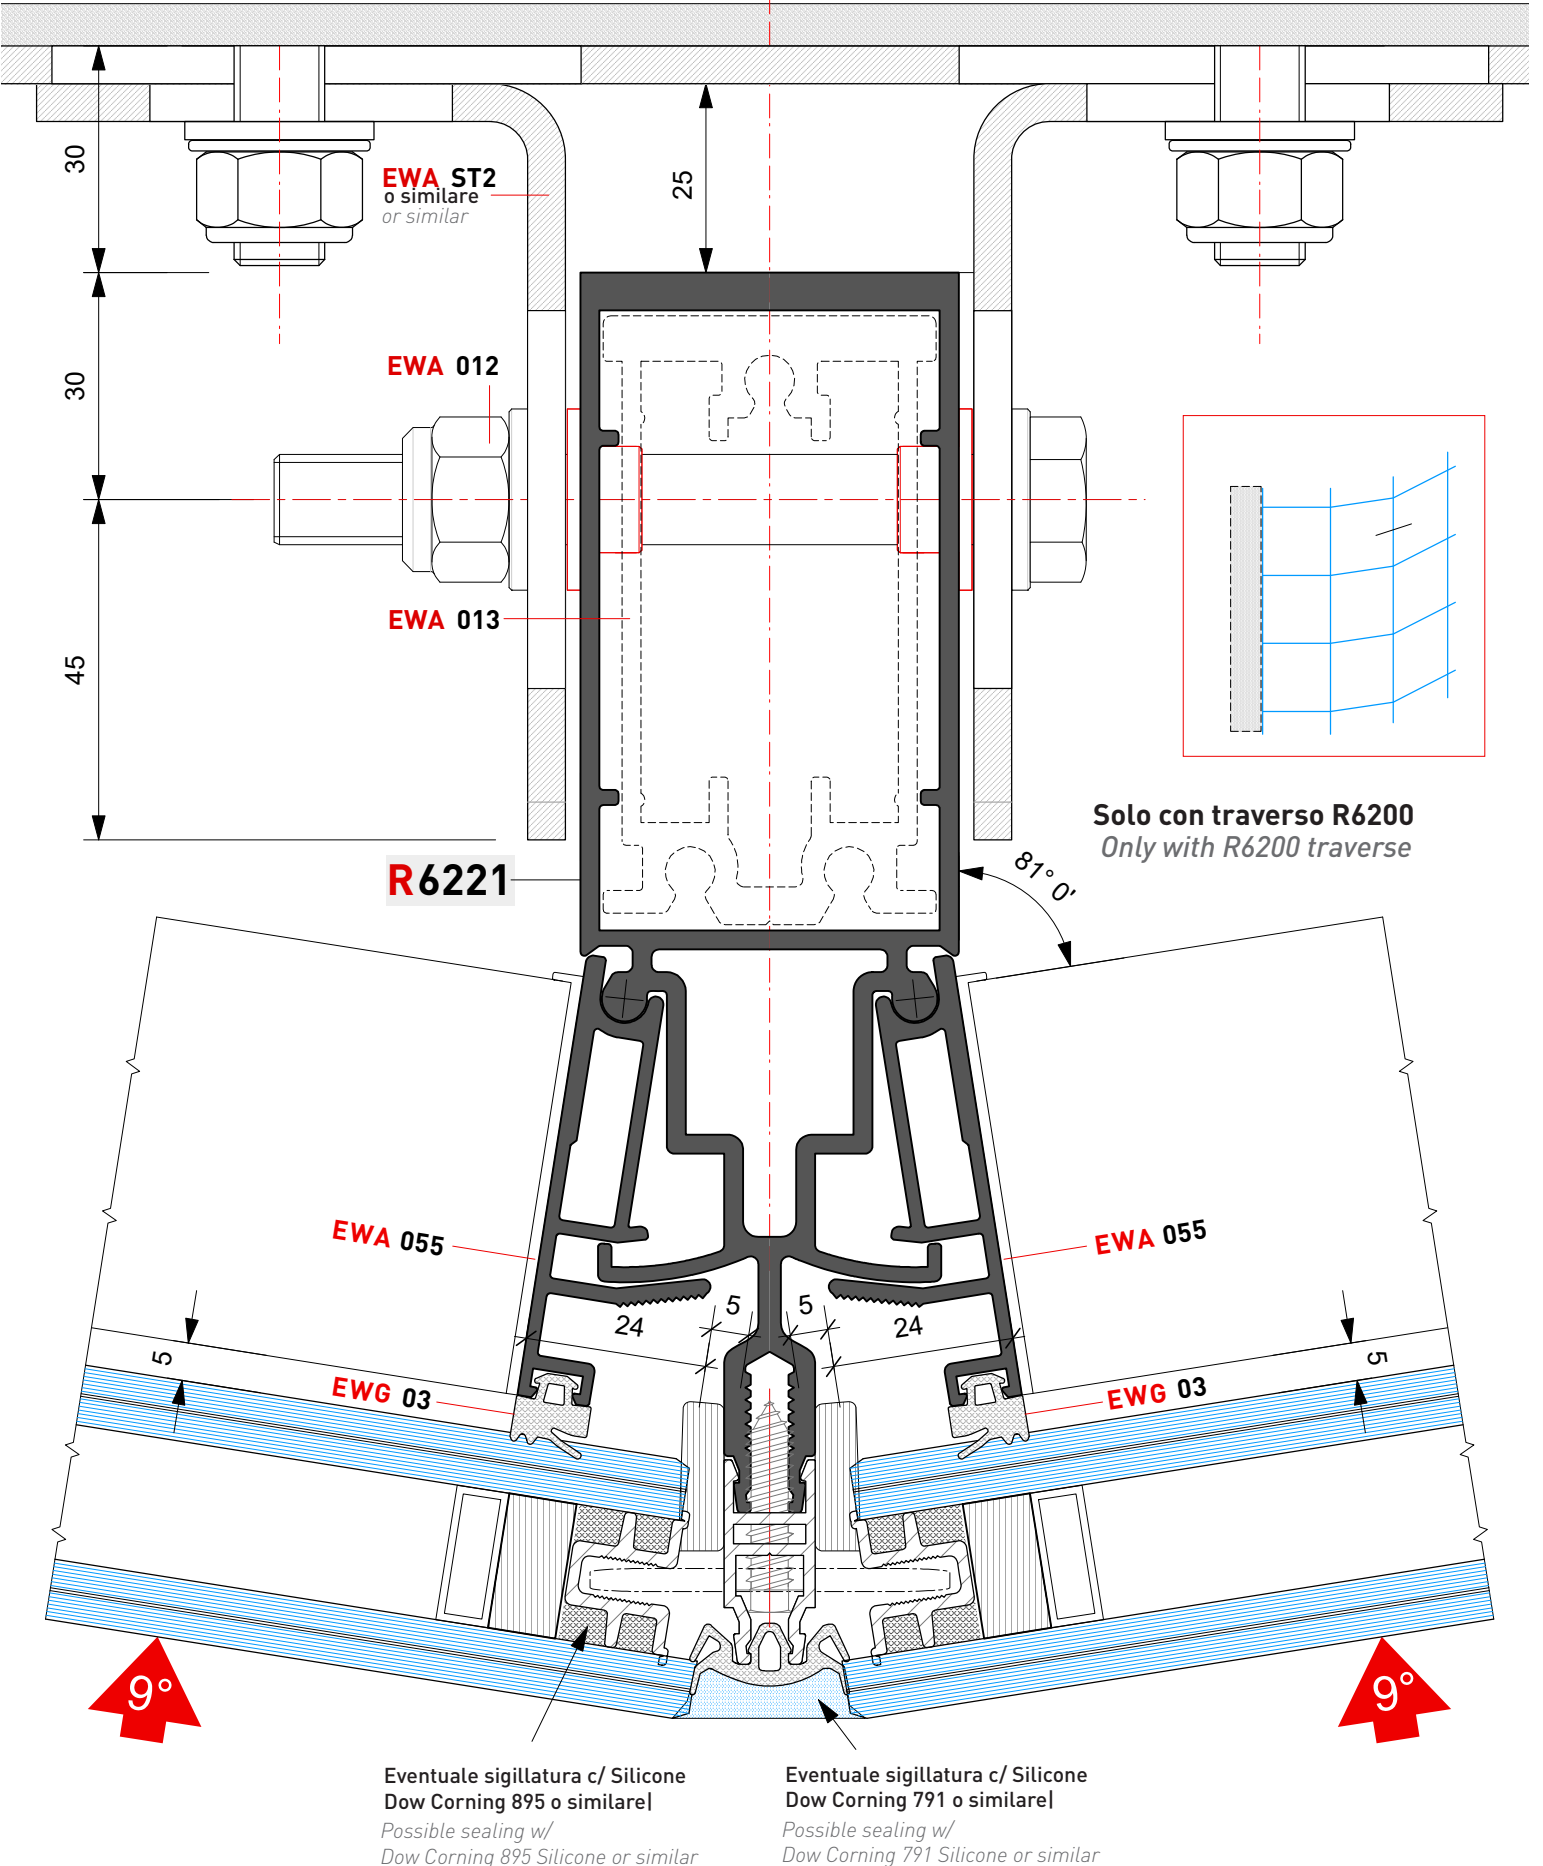 30
EWA ST2
o similare
or similar
25
EWA 012
30
EWA 013
45
Solo con traverso R6200
Only with R6200 traverse
R6221
81° 0'
EWA 055
EWA 055
5
5
24
24
5
5
EWG 03
EWG 03
9°
9°
Eventuale sigillatura c/ Silicone
Dow Corning 895 o similare|
Possible sealing w/
Dow Corning 895 Silicone or similar
Eventuale sigillatura c/ Silicone
Dow Corning 791 o similare|
Possible sealing w/
Dow Corning 791 Silicone or similar